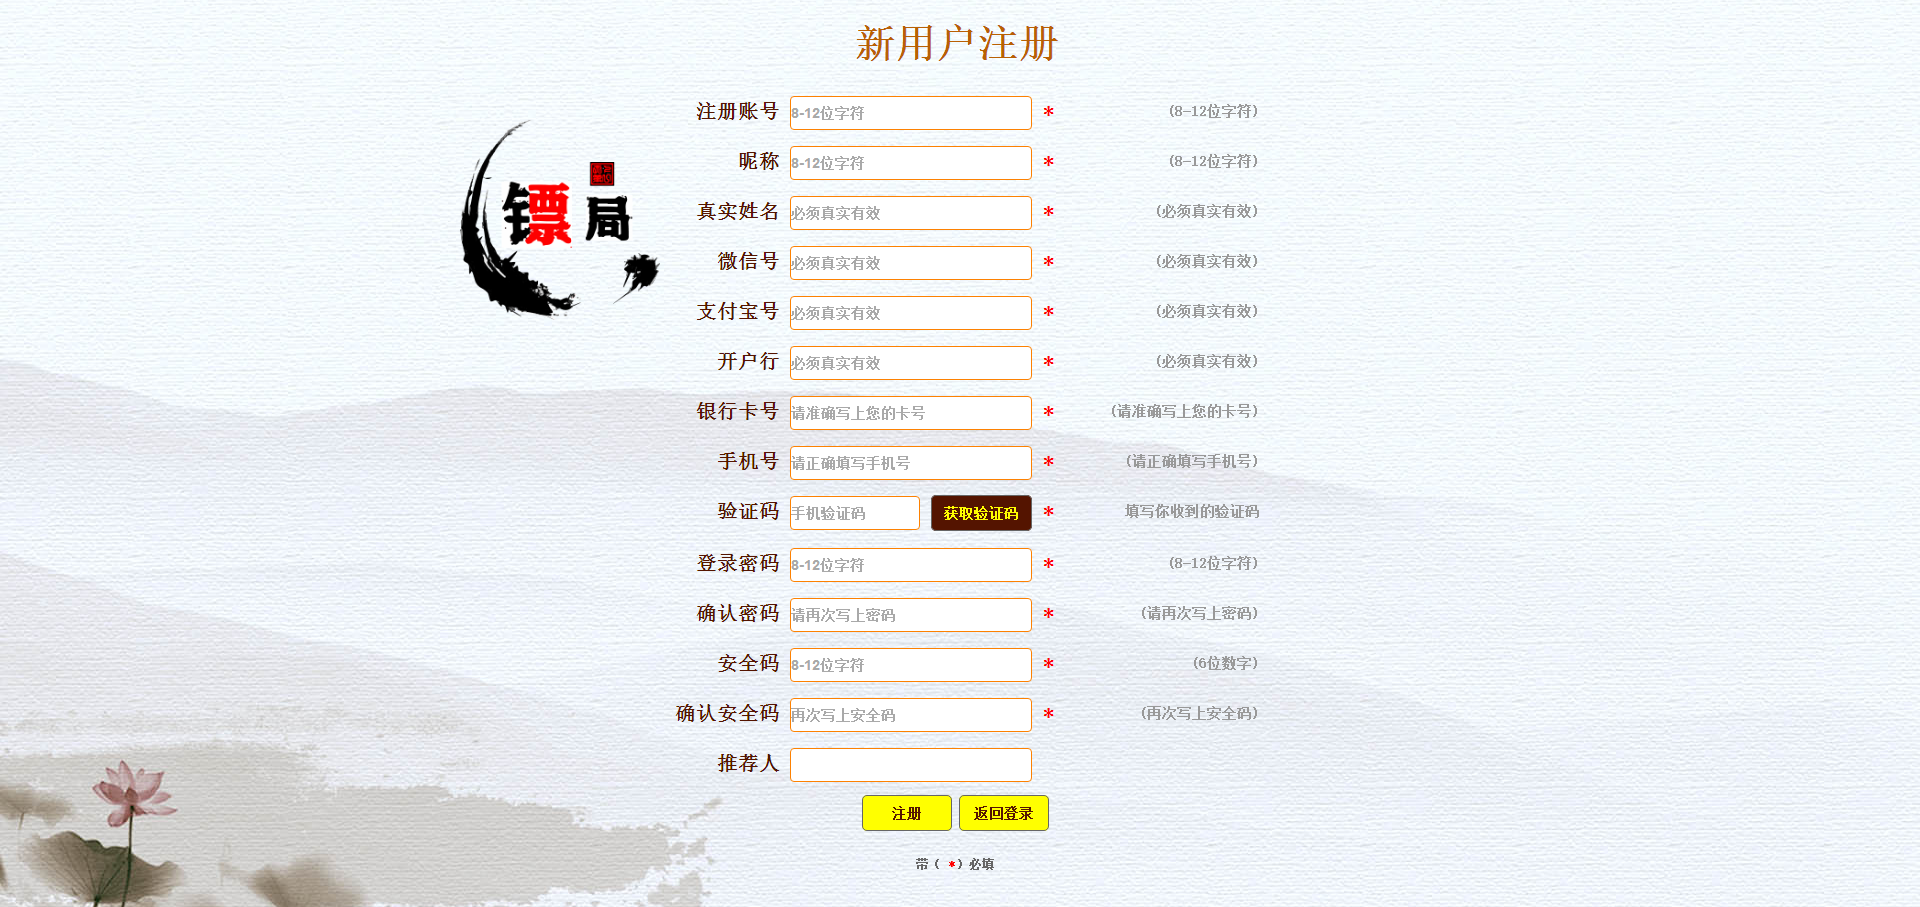 新用户注册
注册账号 8-12位字符 * (8-12位字符)
昵称 8-12位字符 * (8-12位字符)
镖局
真实姓名 必须真实有效 * (必须真实有效)
微信号 必须真实有效 * (必须真实有效)
支付宝号 必须真实有效 * (必须真实有效)
开户行 必须真实有效 * (必须真实有效)
银行卡号 请准确写上您的卡号 * (请准确写上您的卡号)
手机号 请正确填写手机号 * (请正确填写手机号)
验证码 手机验证码 获取验证码 * 填写你收到的验证码
登录密码 8-12位字符 * (8-12位字符)
确认密码 请再次写上密码 * (请再次写上密码)
安全码 8-12位字符 * (6位数字)
确认安全码 再次写上安全码 * (再次写上安全码)
推荐人
注册 返回登录
带（ *）必填